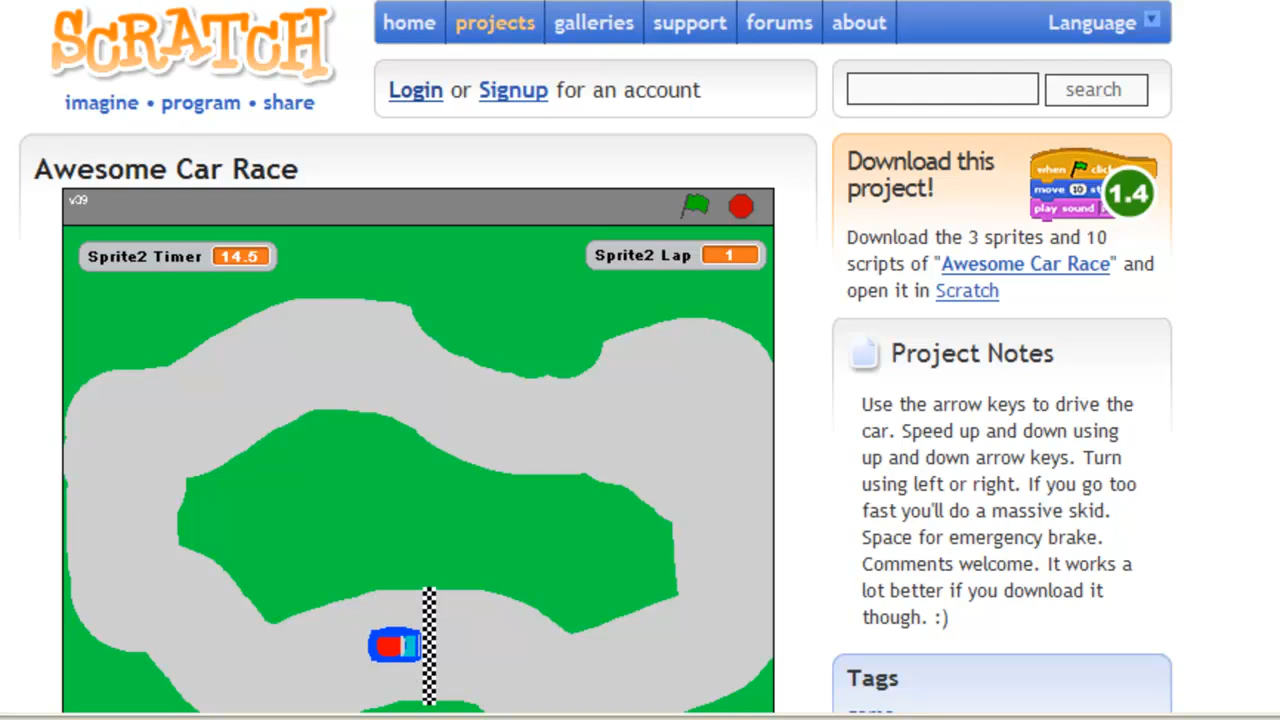 SCRATCH
imagine • program • share
home projects galleries support forums about Language
Login or Signup for an account
search
Awesome Car Race
v39
Sprite2 Timer 14.5
Sprite2 Lap 1
Download this
project!
when clic
move 10 st
play sound
1.4
Download the 3 sprites and 10
scripts of "Awesome Car Race" and
open it in Scratch
Project Notes
Use the arrow keys to drive the
car. Speed up and down using
up and down arrow keys. Turn
using left or right. If you go too
fast you'll do a massive skid.
Space for emergency brake.
Comments welcome. It works a
lot better if you download it
though. :)
Tags